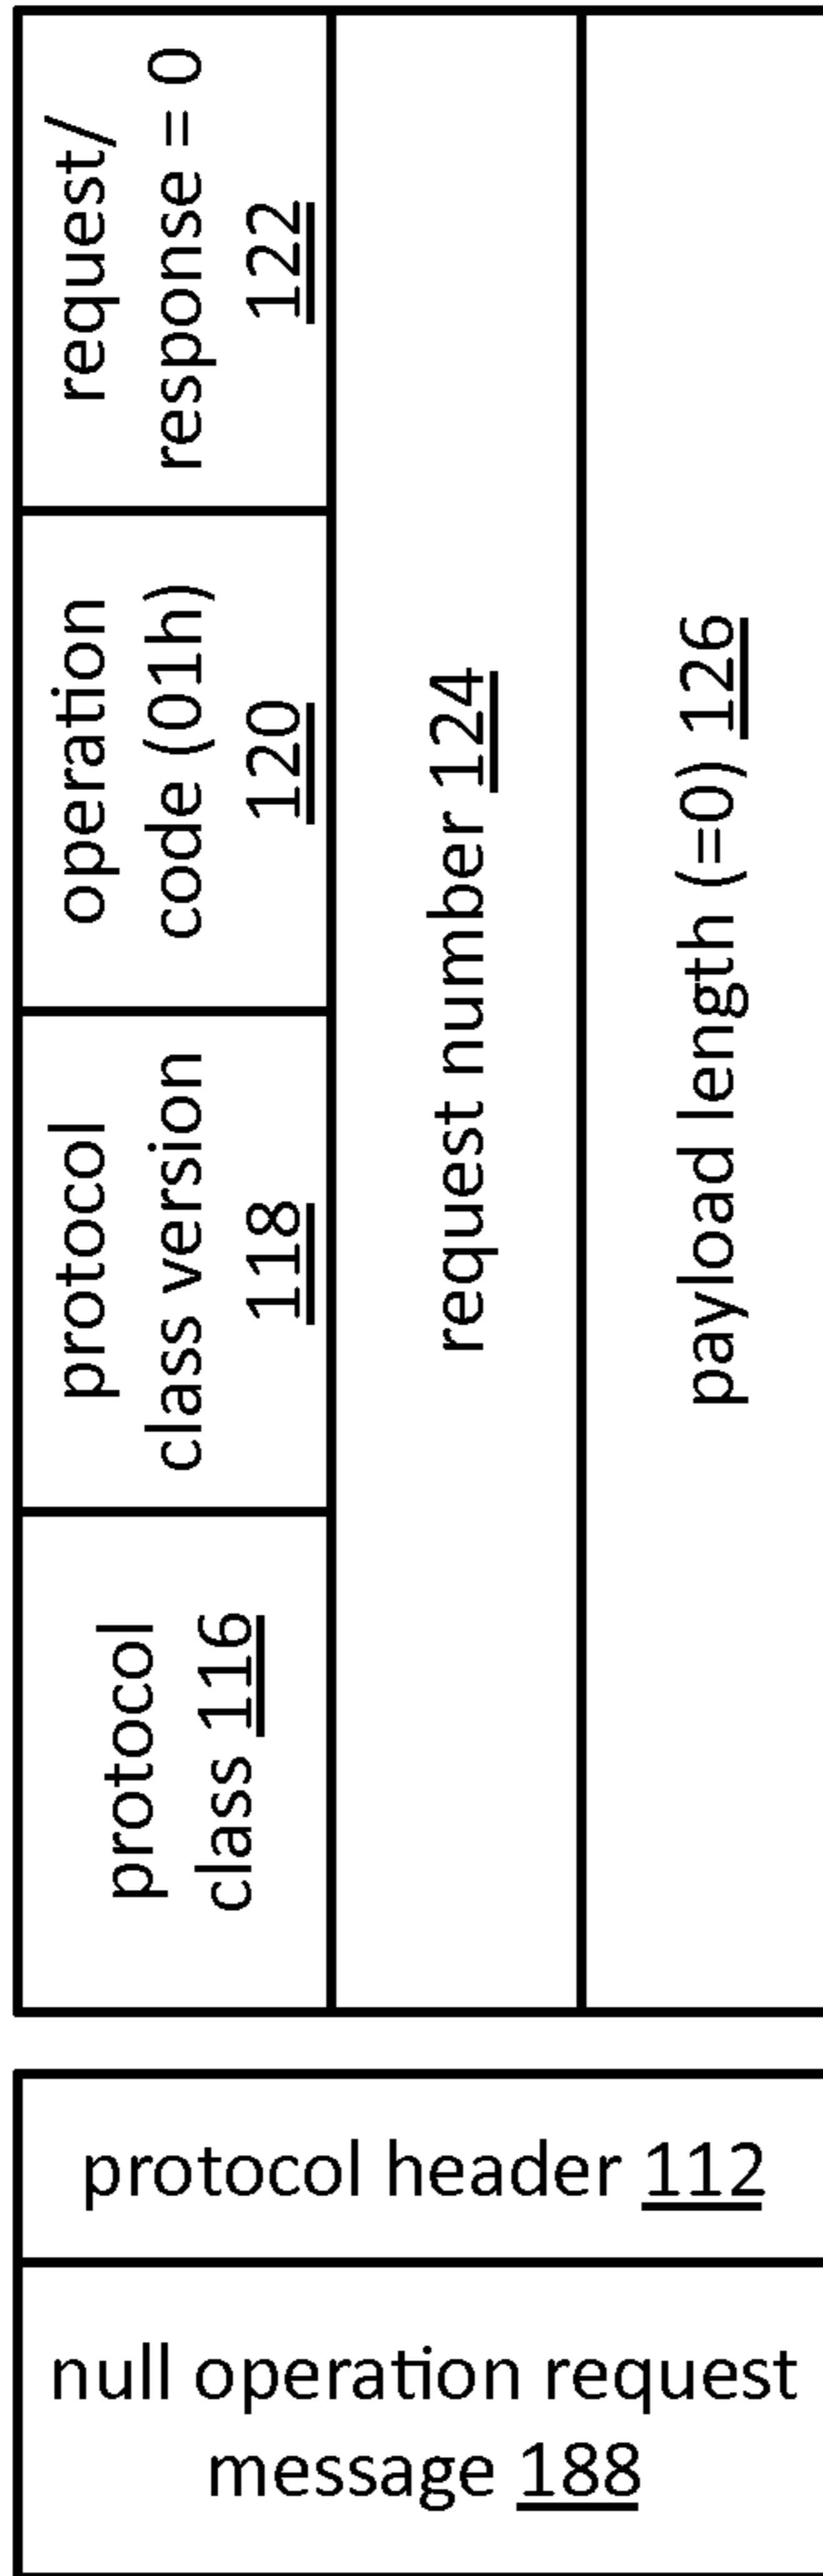 protocol
class 116
protocol
class version
118
operation
code (01h)
120
request/
response = 0
122
request number 124
payload length (=0) 126
protocol header 112
null operation request
message 188